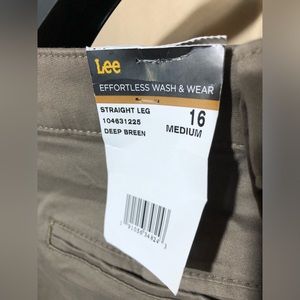 Lee
EFFORTLESS WASH & WEAR
STRAIGHT LEG
104631225
DEEP BREEN
16
MEDIUM